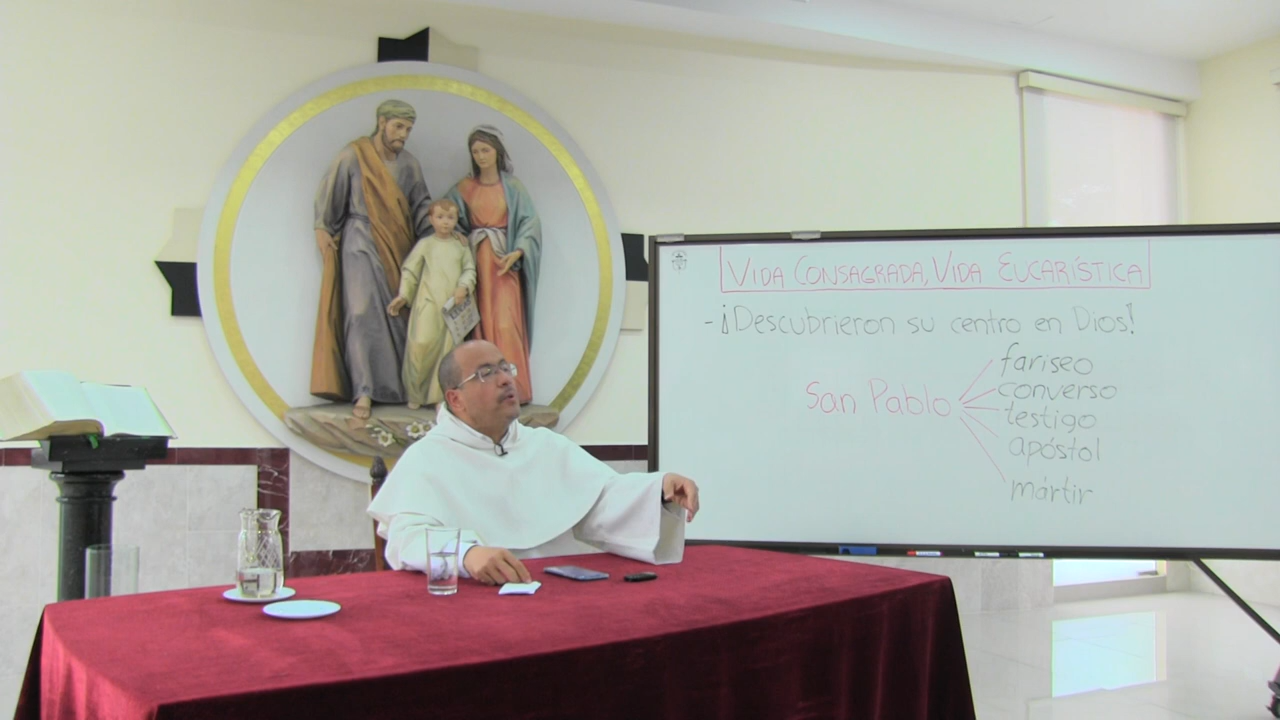 VIDA CONSAGRADA, VIDA EUCARÍSTICA
- ¡Descubrieron su centro en Dios!
San Pablo
fariseo
converso
testigo
apóstol
mártir